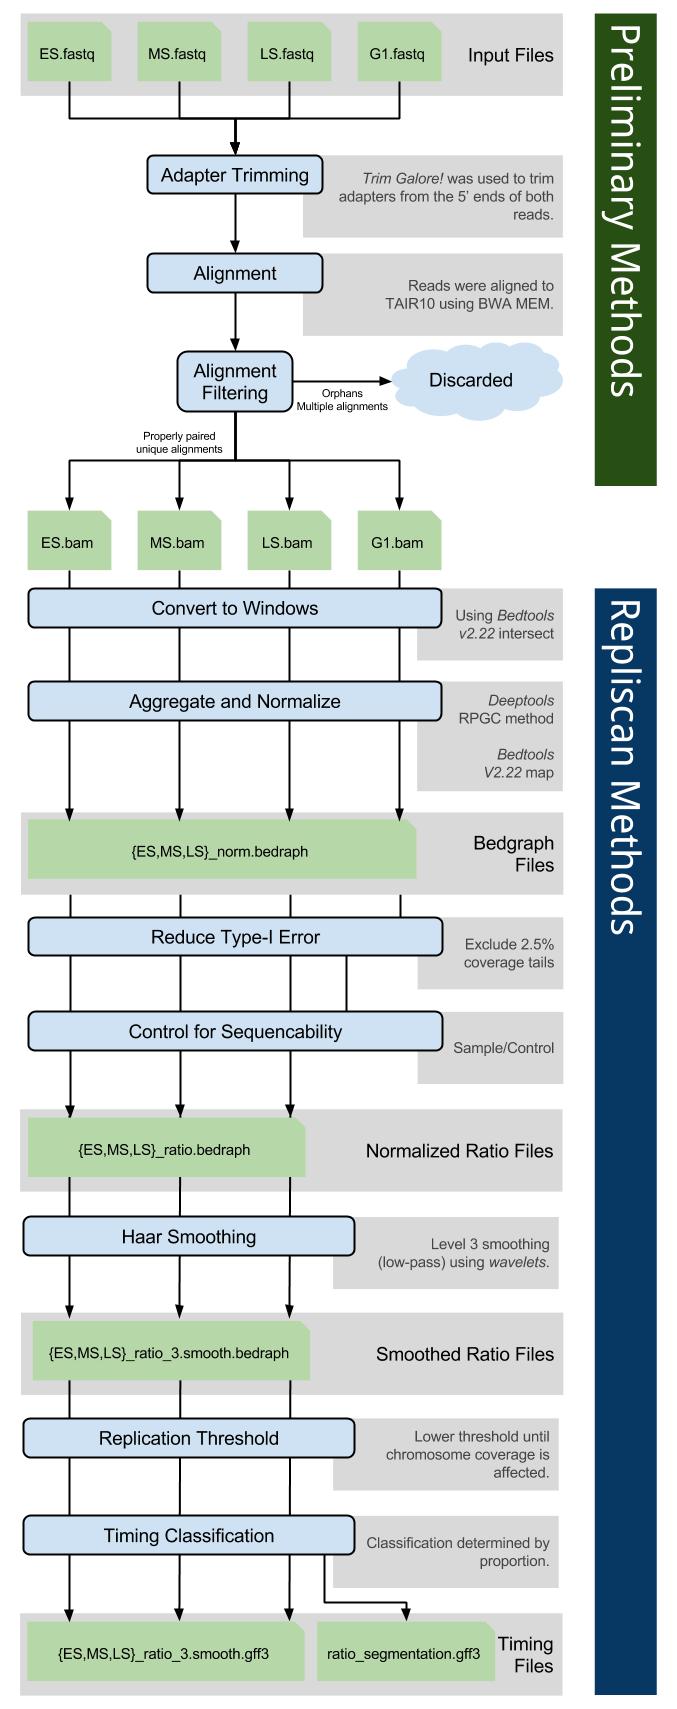 ES.fastq
MS.fastq
LS.fastq
G1.fastq
Input Files
Preliminary Methods
Adapter Trimming
Trim Galore! was used to trim
adapters from the 5' ends of both
reads.
Alignment
Reads were aligned to
TAIR10 using BWA MEM.
Alignment
Filtering
Orphans
Multiple alignments
Discarded
Properly paired
unique alignments
ES.bam
MS.bam
LS.bam
G1.bam
Repliscan Methods
Convert to Windows
Using Bedtools
v2.22 intersect
Aggregate and Normalize
Deeptools
RPGC method
Bedtools
V2.22 map
{ES,MS,LS}_norm.bedraph
Bedgraph
Files
Reduce Type-I Error
Exclude 2.5%
coverage tails
Control for Sequencability
Sample/Control
{ES,MS,LS}_ratio.bedraph
Normalized Ratio Files
Haar Smoothing
Level 3 smoothing
(low-pass) using wavelets.
{ES,MS,LS}_ratio_3.smooth.bedraph
Smoothed Ratio Files
Replication Threshold
Lower threshold until
chromosome coverage is
affected.
Timing Classification
Classification determined by
proportion.
{ES,MS,LS}_ratio_3.smooth.gff3
ratio_segmentation.gff3
Timing
Files